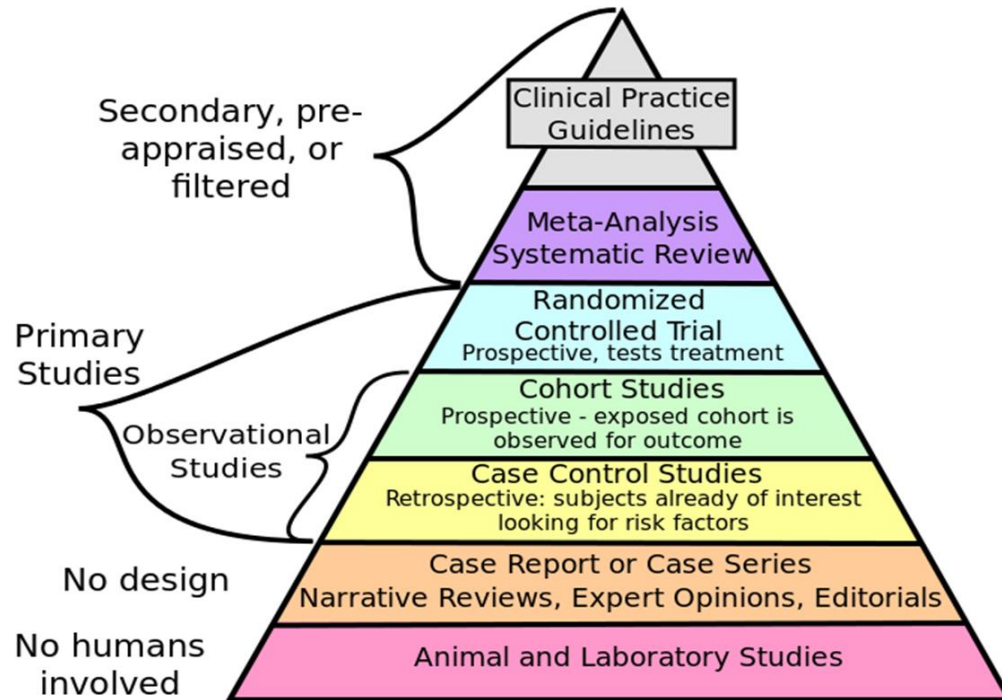 Secondary, pre-
appraised, or
filtered
Clinical Practice
Guidelines
Meta-Analysis
Systematic Review
Primary
Studies
Randomized
Controlled Trial
Prospective, tests treatment
Observational
Studies
Cohort Studies
Prospective - exposed cohort is
observed for outcome
Case Control Studies
Retrospective: subjects already of interest
looking for risk factors
No design
Case Report or Case Series
Narrative Reviews, Expert Opinions, Editorials
No humans
involved
Animal and Laboratory Studies